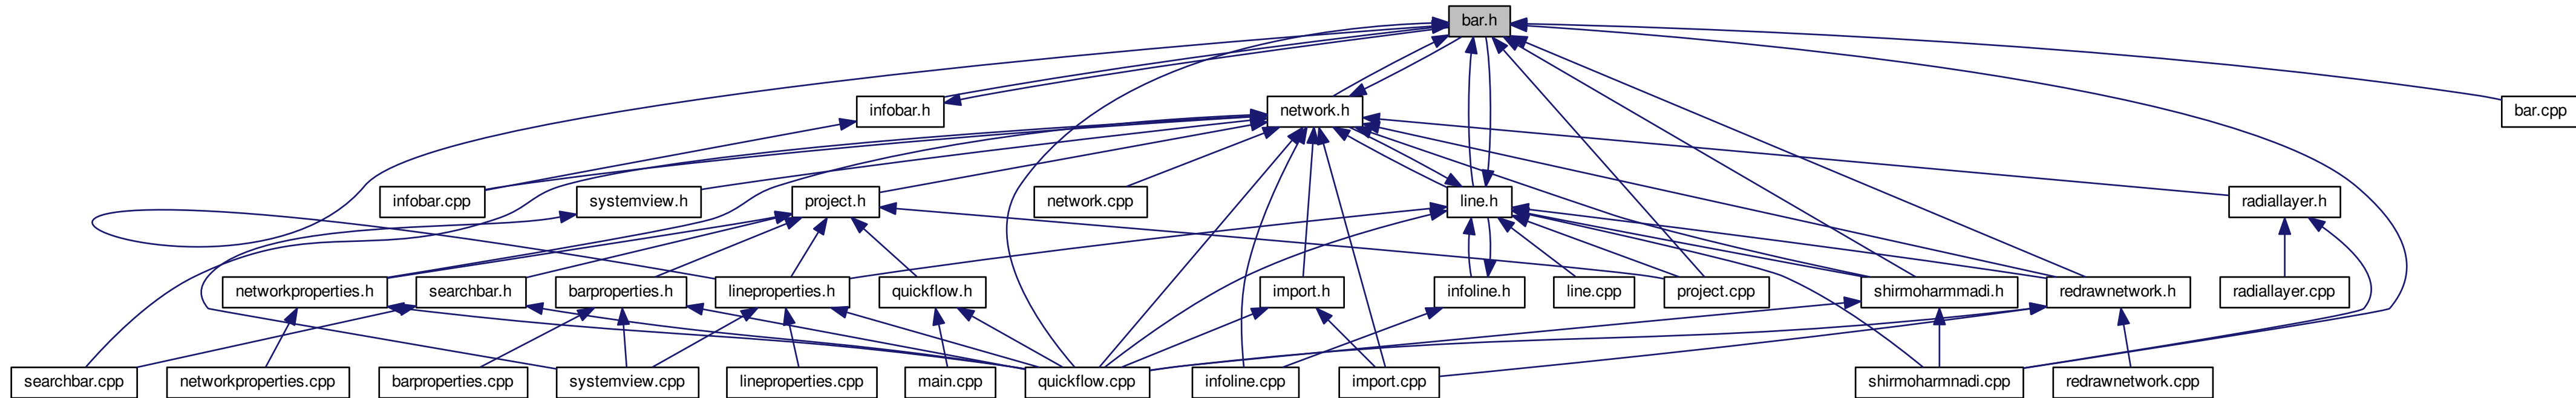 bar.h
infobar.h
network.h
bar.cpp
infobar.cpp
systemview.h
project.h
network.cpp
line.h
radiallayer.h
networkproperties.h
searchbar.h
barproperties.h
lineproperties.h
quickflow.h
import.h
infoline.h
line.cpp
project.cpp
shirmoharmmadi.h
redrawnetwork.h
radiallayer.cpp
searchbar.cpp
networkproperties.cpp
barproperties.cpp
systemview.cpp
lineproperties.cpp
main.cpp
quickflow.cpp
infoline.cpp
import.cpp
shirmoharmnadi.cpp
redrawnetwork.cpp